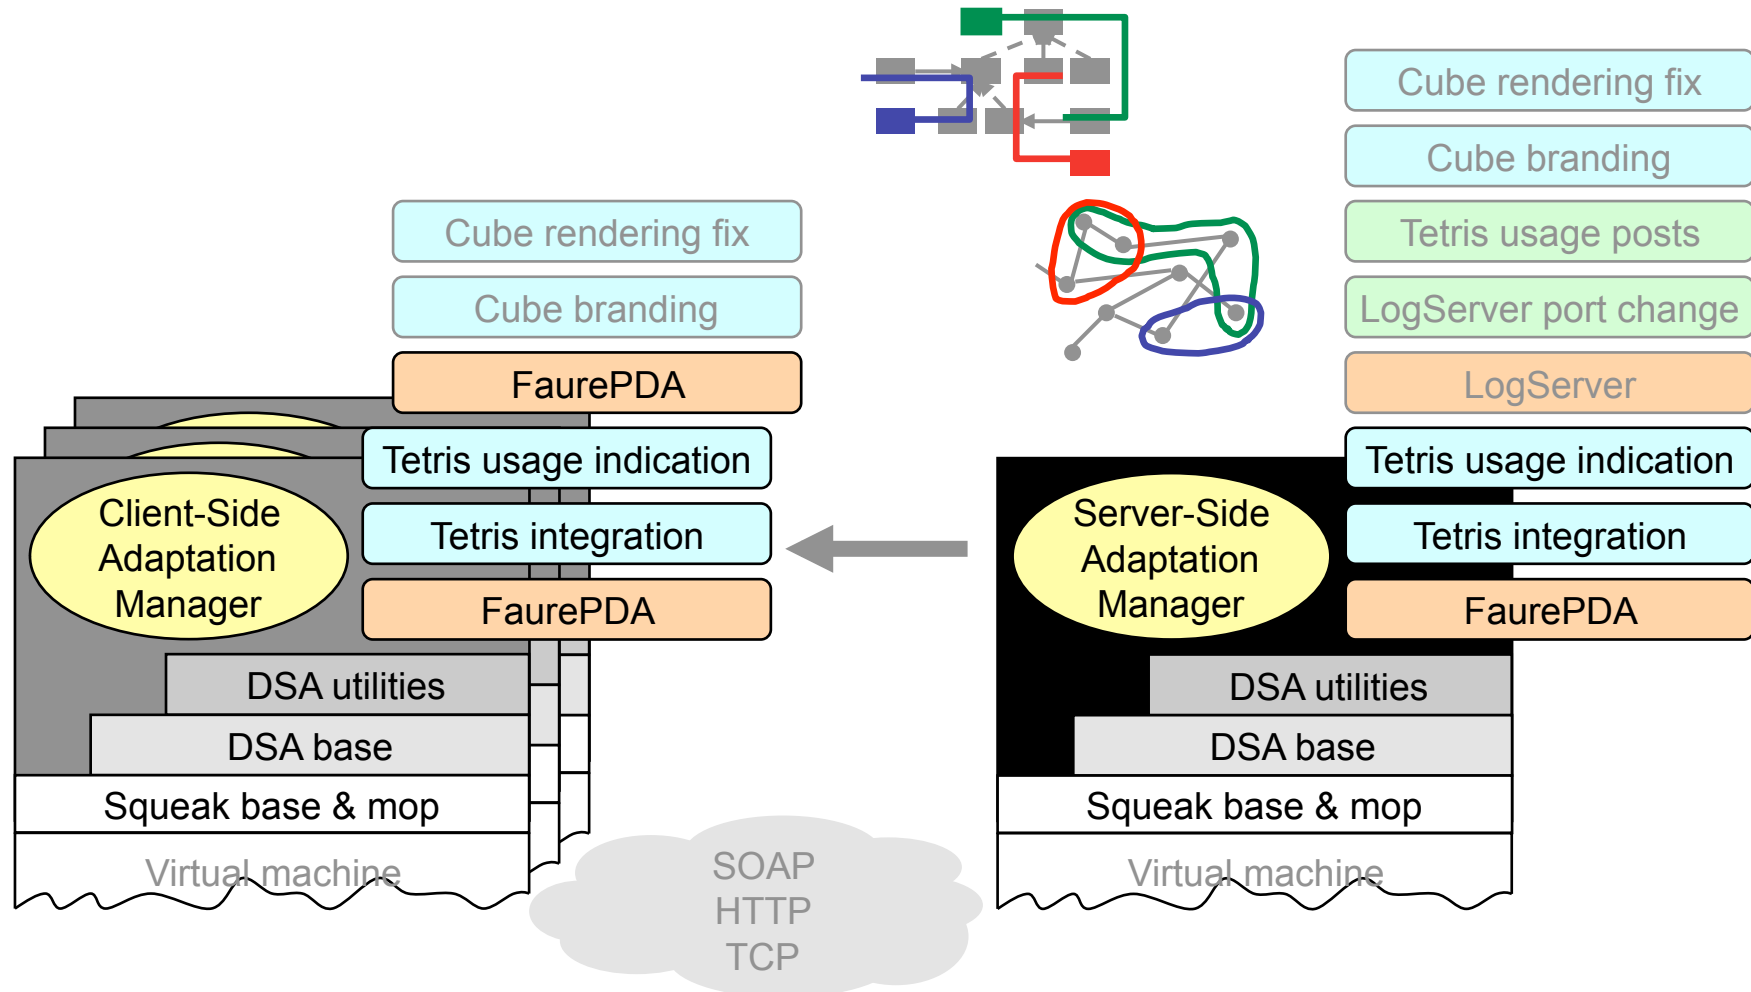 Cube rendering fix
Cube branding
FaurePDA
Tetris usage indication
Tetris integration
FaurePDA
Client-Side
Adaptation
Manager
DSA utilities
DSA base
Squeak base & mop
Virtual machine
SOAP
HTTP
TCP
Cube rendering fix
Cube branding
Tetris usage posts
LogServer port change
LogServer
Tetris usage indication
Tetris integration
FaurePDA
Server-Side
Adaptation
Manager
DSA utilities
DSA base
Squeak base & mop
Virtual machine